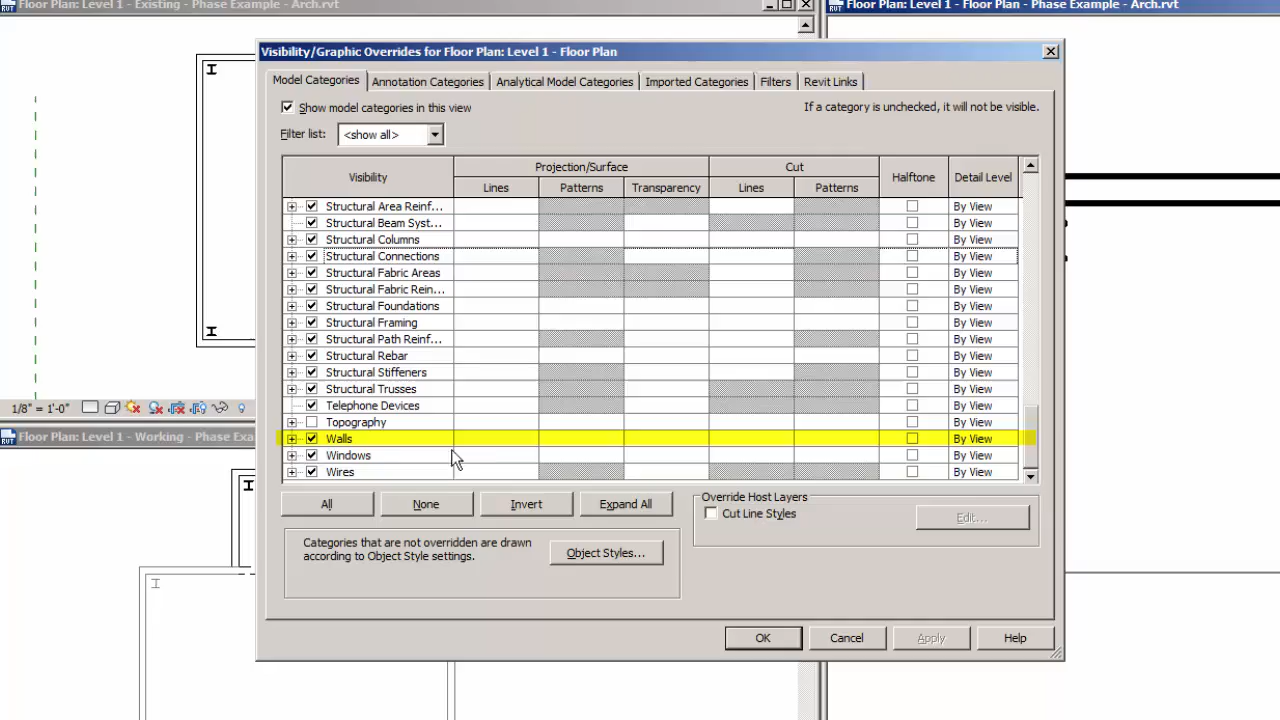 Floor Plan: Level 1 - Existing - Phase Example - Arch.rvt
Floor Plan: Level 1 - Floor Plan - Phase Example - Arch.rvt
Visibility/Graphic Overrides for Floor Plan: Level 1 - Floor Plan
Model Categories Annotation Categories Analytical Model Categories Imported Categories Filters Revit Links
Show model categories in this view If a category is unchecked, it will not be visible.
Filter list: <show all>
Projection/Surface Cut
Visibility Halftone Detail Level
Lines Patterns Transparency Lines Patterns
Structural Area Reinf... By View
Structural Beam Syst... By View
Structural Columns By View
Structural Connections By View
Structural Fabric Areas By View
Structural Fabric Rein... By View
Structural Foundations By View
Structural Framing By View
Structural Path Reinf... By View
Structural Rebar By View
Structural Stiffeners By View
Structural Trusses By View
Telephone Devices By View
Topography By View
Walls By View
Windows By View
Wires By View
1/8" = 1'-0"
Floor Plan: Level 1 - Working - Phase Exa
All None Invert Expand All
Override Host Layers
Cut Line Styles Edit...
Categories that are not overridden are drawn
according to Object Style settings.
Object Styles...
OK Cancel Apply Help